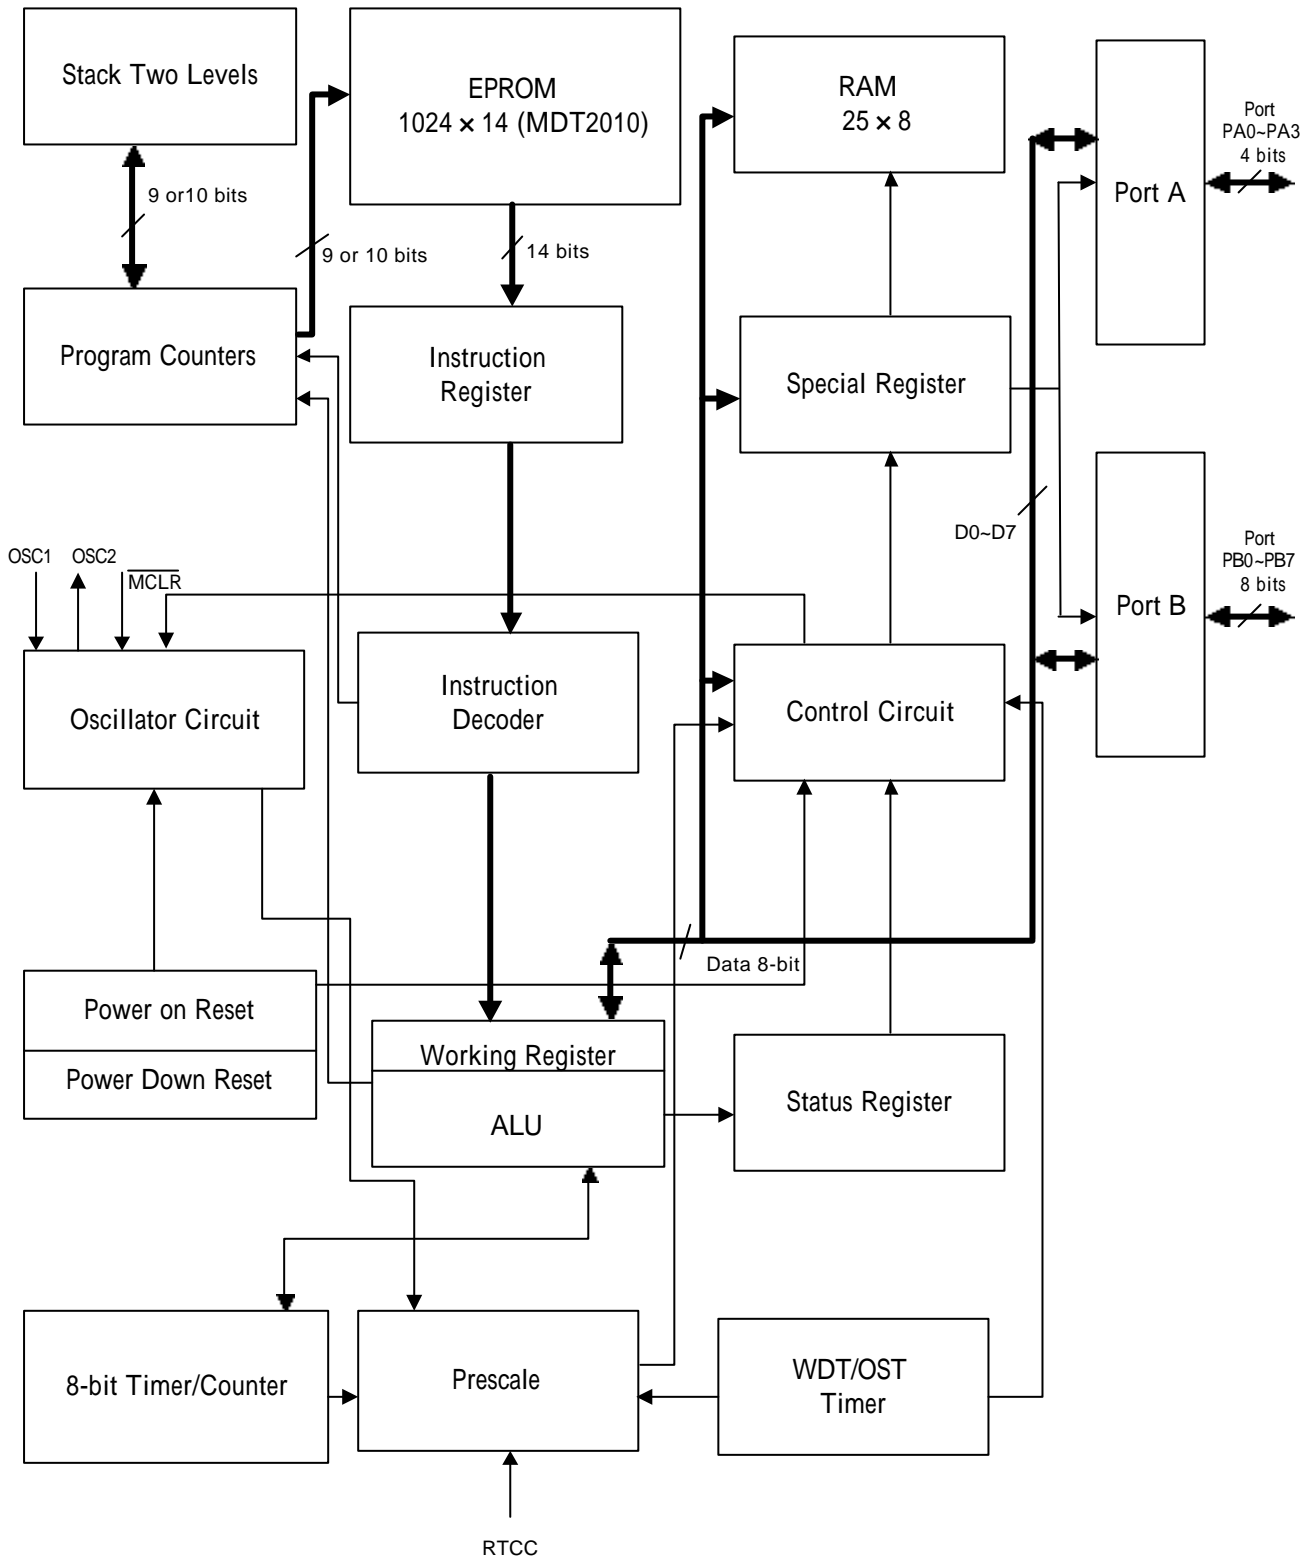 Stack Two Levels
EPROM
1024 × 14 (MDT2010)
RAM
25 × 8
Port
PA0~PA3
4 bits
Port A
9 or10 bits
9 or 10 bits
14 bits
Program Counters
Instruction
Register
Special Register
D0~D7
OSC1
OSC2
MCLR
Port
PB0~PB7
8 bits
Port B
Oscillator Circuit
Instruction
Decoder
Control Circuit
Data 8-bit
Power on Reset
Power Down Reset
Working Register
ALU
Status Register
8-bit Timer/Counter
Prescale
WDT/OST
Timer
RTCC